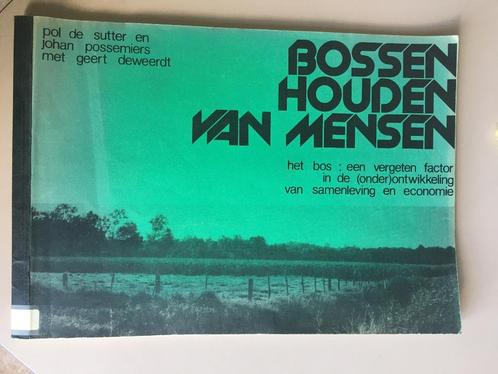 pol de sutter en
johan possemiers
met geert deweerdt
BOSSEN
HOUDEN
VAN MENSEN
het bos : een vergeten factor
in de (onder)ontwikkeling
van samenleving en economie